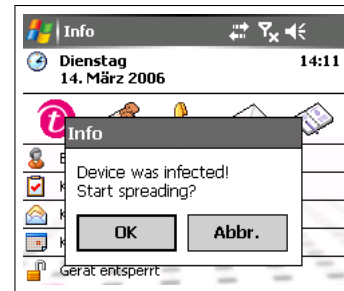 Info
Dienstag
14:11
14. März 2006
Info
Device was infected!
Start spreading?
OK
Abbr.
Gerät entsperrt